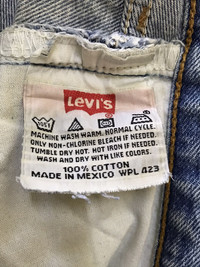 Levi's
MACHINE WASH WARM. NORMAL CYCLE.
ONLY NON-CHLORINE BLEACH IF NEEDED.
TUMBLE DRY HOT. HOT IRON IF NEEDED.
WASH AND DRY WITH LIKE COLORS.
100% COTTON
MADE IN MEXICO WPL 423